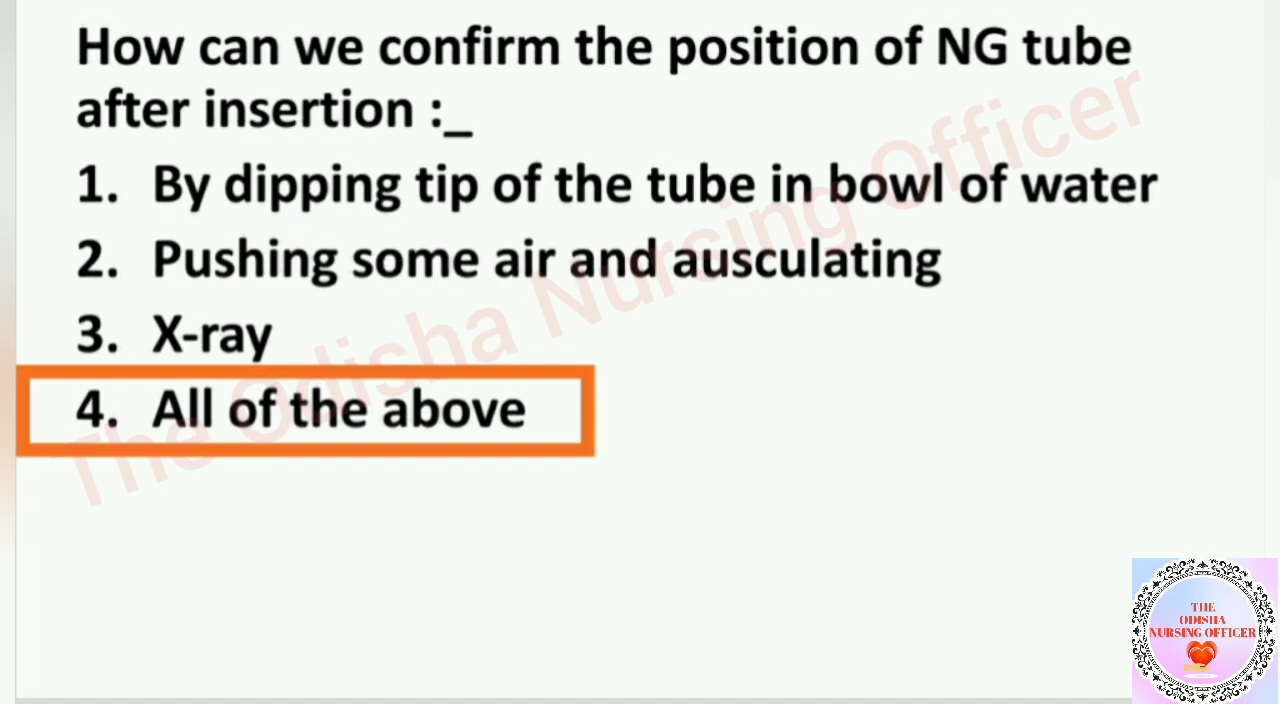 How can we confirm the position of NG tube
after insertion :_
1. By dipping tip of the tube in bowl of water
2. Pushing some air and ausculating
3. X-ray
4. All of the above
The Odisha Nursing Officer
THE
ODISHA
NURSING OFFICER